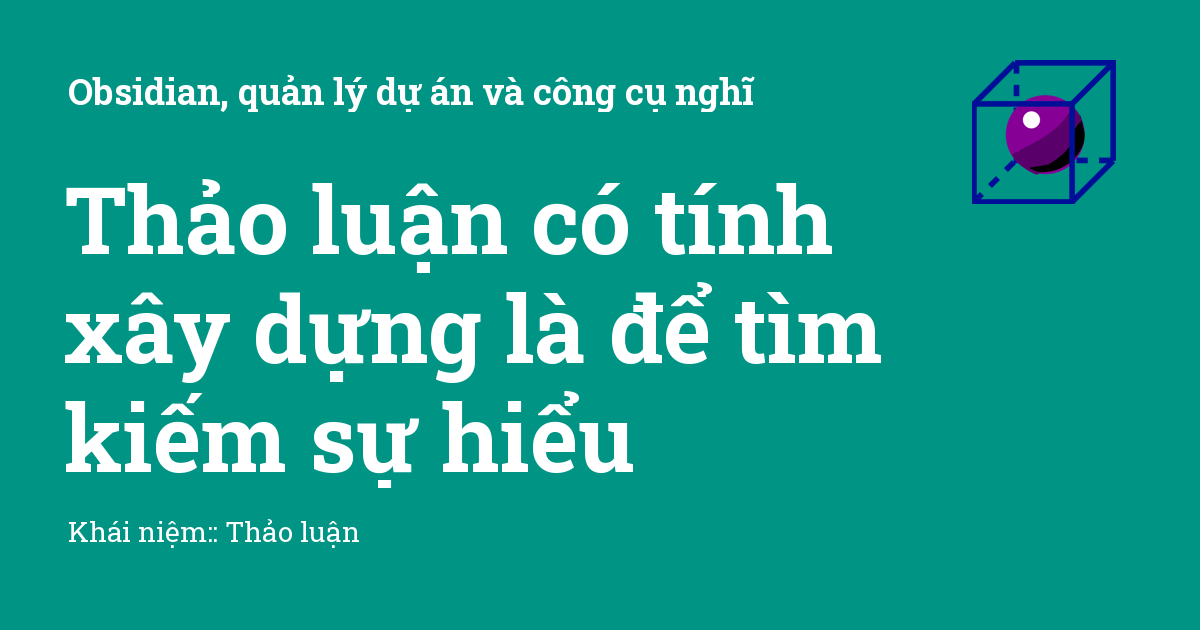 Obsidian, quản lý dự án và công cụ nghĩ
Thảo luận có tính
xây dựng là để tìm
kiếm sự hiểu
Khái niệm:: Thảo luận